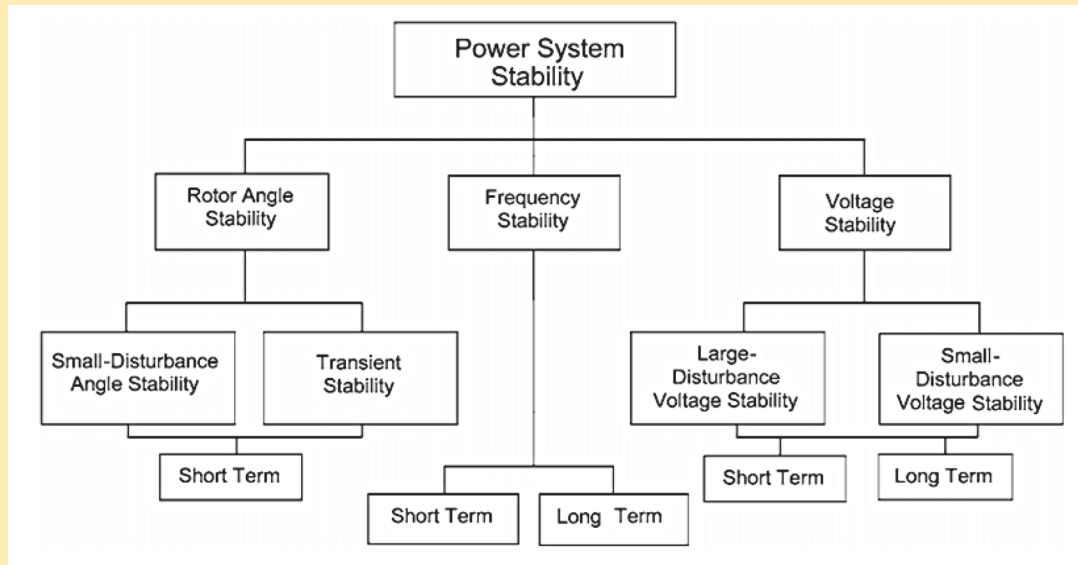 Power System
Stability
Rotor Angle
Stability
Frequency
Stability
Voltage
Stability
Small-Disturbance
Angle Stability
Transient
Stability
Large-
Disturbance
Voltage Stability
Small-
Disturbance
Voltage Stability
Short Term
Short Term
Long Term
Short Term
Long Term